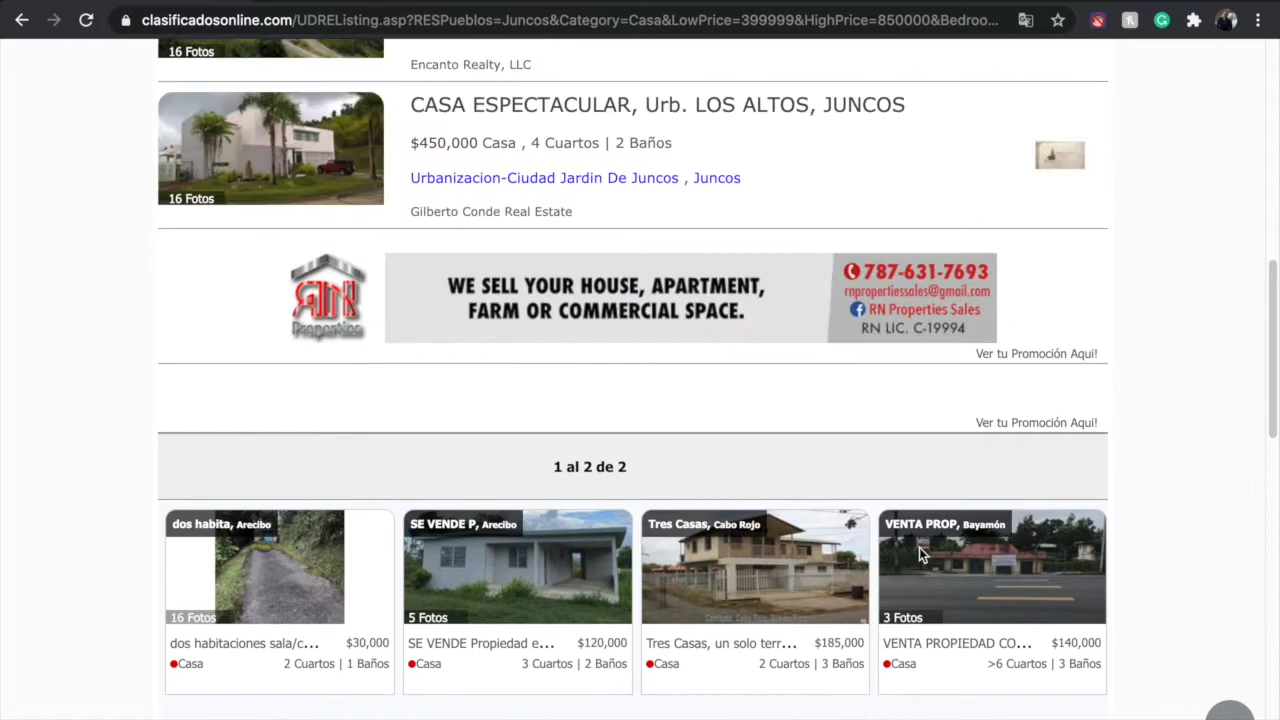 clasificadosonline.com/UDREListing.asp?RESPueblos=Juncos&Category=Casa&LowPrice=399999&HighPrice=850000&Bedroo...
16 Fotos
Encanto Realty, LLC
CASA ESPECTACULAR, Urb. LOS ALTOS, JUNCOS
$450,000 Casa , 4 Cuartos | 2 Baños
Urbanizacion-Ciudad Jardin De Juncos , Juncos
16 Fotos
Gilberto Conde Real Estate
RN
Properties
WE SELL YOUR HOUSE, APARTMENT,
FARM OR COMMERCIAL SPACE.
787-631-7693
rnpropertiessales@gmail.com
RN Properties Sales
RN LIC. C-19994
Ver tu Promoción Aqui!
Ver tu Promoción Aqui!
1 al 2 de 2
dos habita, Arecibo
16 Fotos
dos habitaciones sala/c... $30,000
Casa 2 Cuartos | 1 Baños
SE VENDE P, Arecibo
5 Fotos
SE VENDE Propiedad e... $120,000
Casa 3 Cuartos | 2 Baños
Tres Casas, Cabo Rojo
Tres Casas, un solo terr... $185,000
Casa 2 Cuartos | 3 Baños
VENTA PROP, Bayamón
3 Fotos
VENTA PROPIEDAD CO... $140,000
Casa >6 Cuartos | 3 Baños